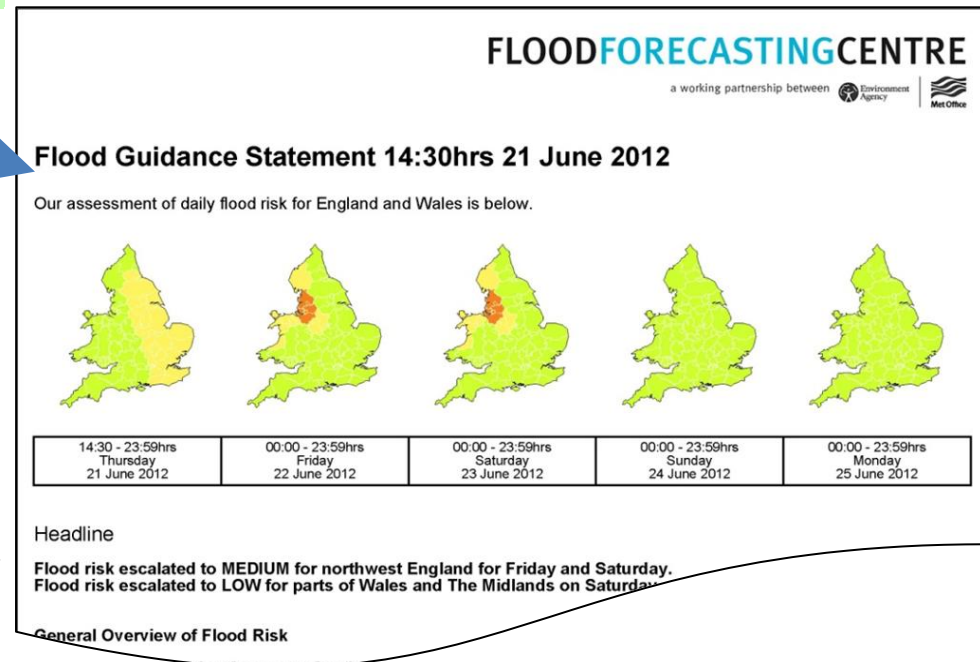 FLOODFORECASTINGCENTRE
a working partnership between Environment Agency Met Office
Flood Guidance Statement 14:30hrs 21 June 2012
Our assessment of daily flood risk for England and Wales is below.
14:30 - 23:59hrs
Thursday
21 June 2012
00:00 - 23:59hrs
Friday
22 June 2012
00:00 - 23:59hrs
Saturday
23 June 2012
00:00 - 23:59hrs
Sunday
24 June 2012
00:00 - 23:59hrs
Monday
25 June 2012
Headline
Flood risk escalated to MEDIUM for northwest England for Friday and Saturday.
Flood risk escalated to LOW for parts of Wales and The Midlands on Saturday
General Overview of Flood Risk